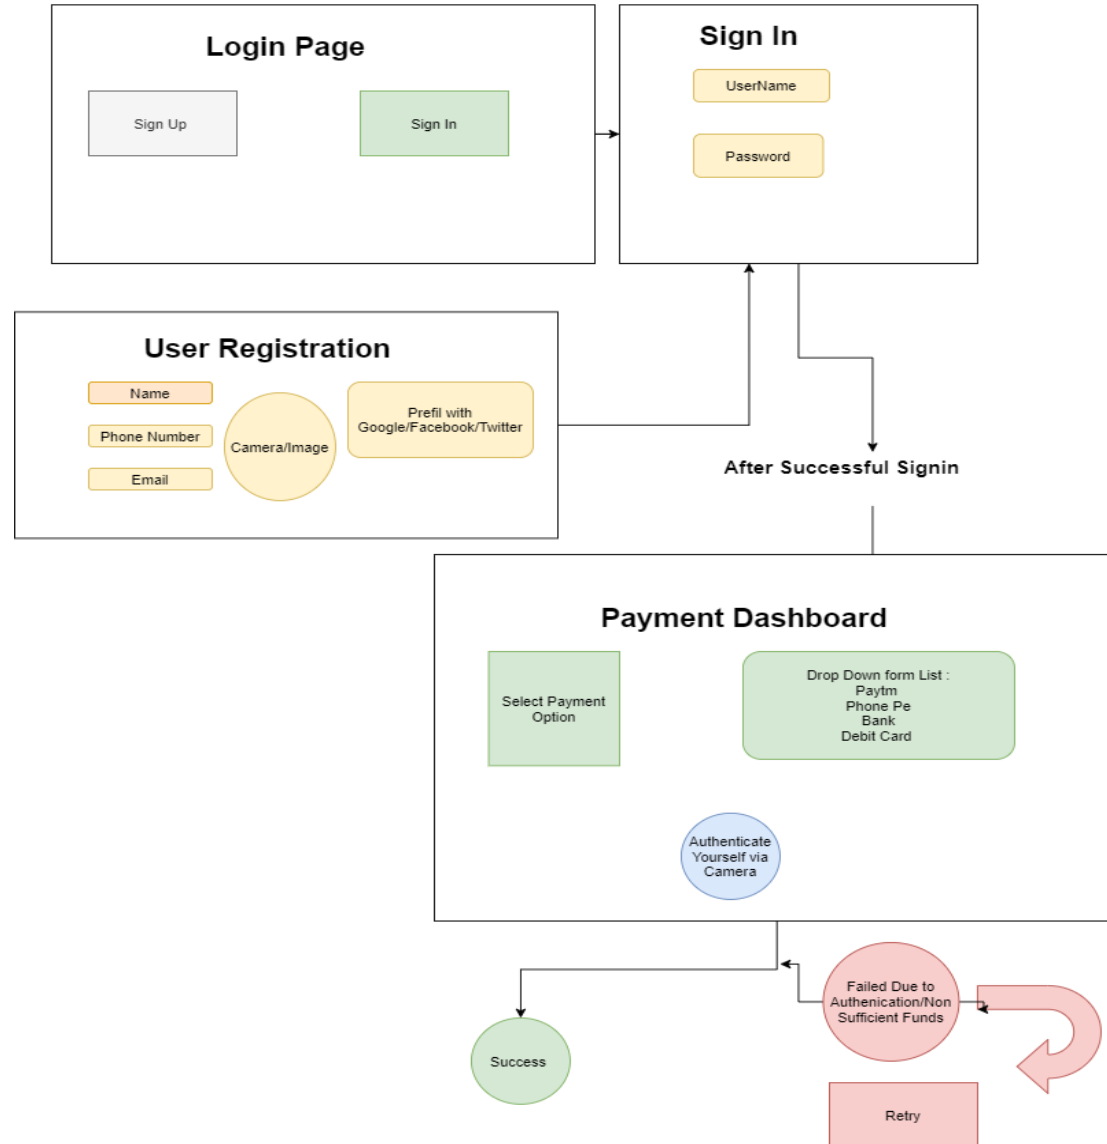 Login Page
Sign Up
Sign In
Sign In
UserName
Password
User Registration
Name
Phone Number
Email
Camera/Image
Prefil with
Google/Facebook/Twitter
After Successful Signin
Payment Dashboard
Select Payment
Option
Drop Down form List :
Paytm
Phone Pe
Bank
Debit Card
Authenticate
Yourself via
Camera
Success
Failed Due to
Authenication/Non
Sufficient Funds
Retry